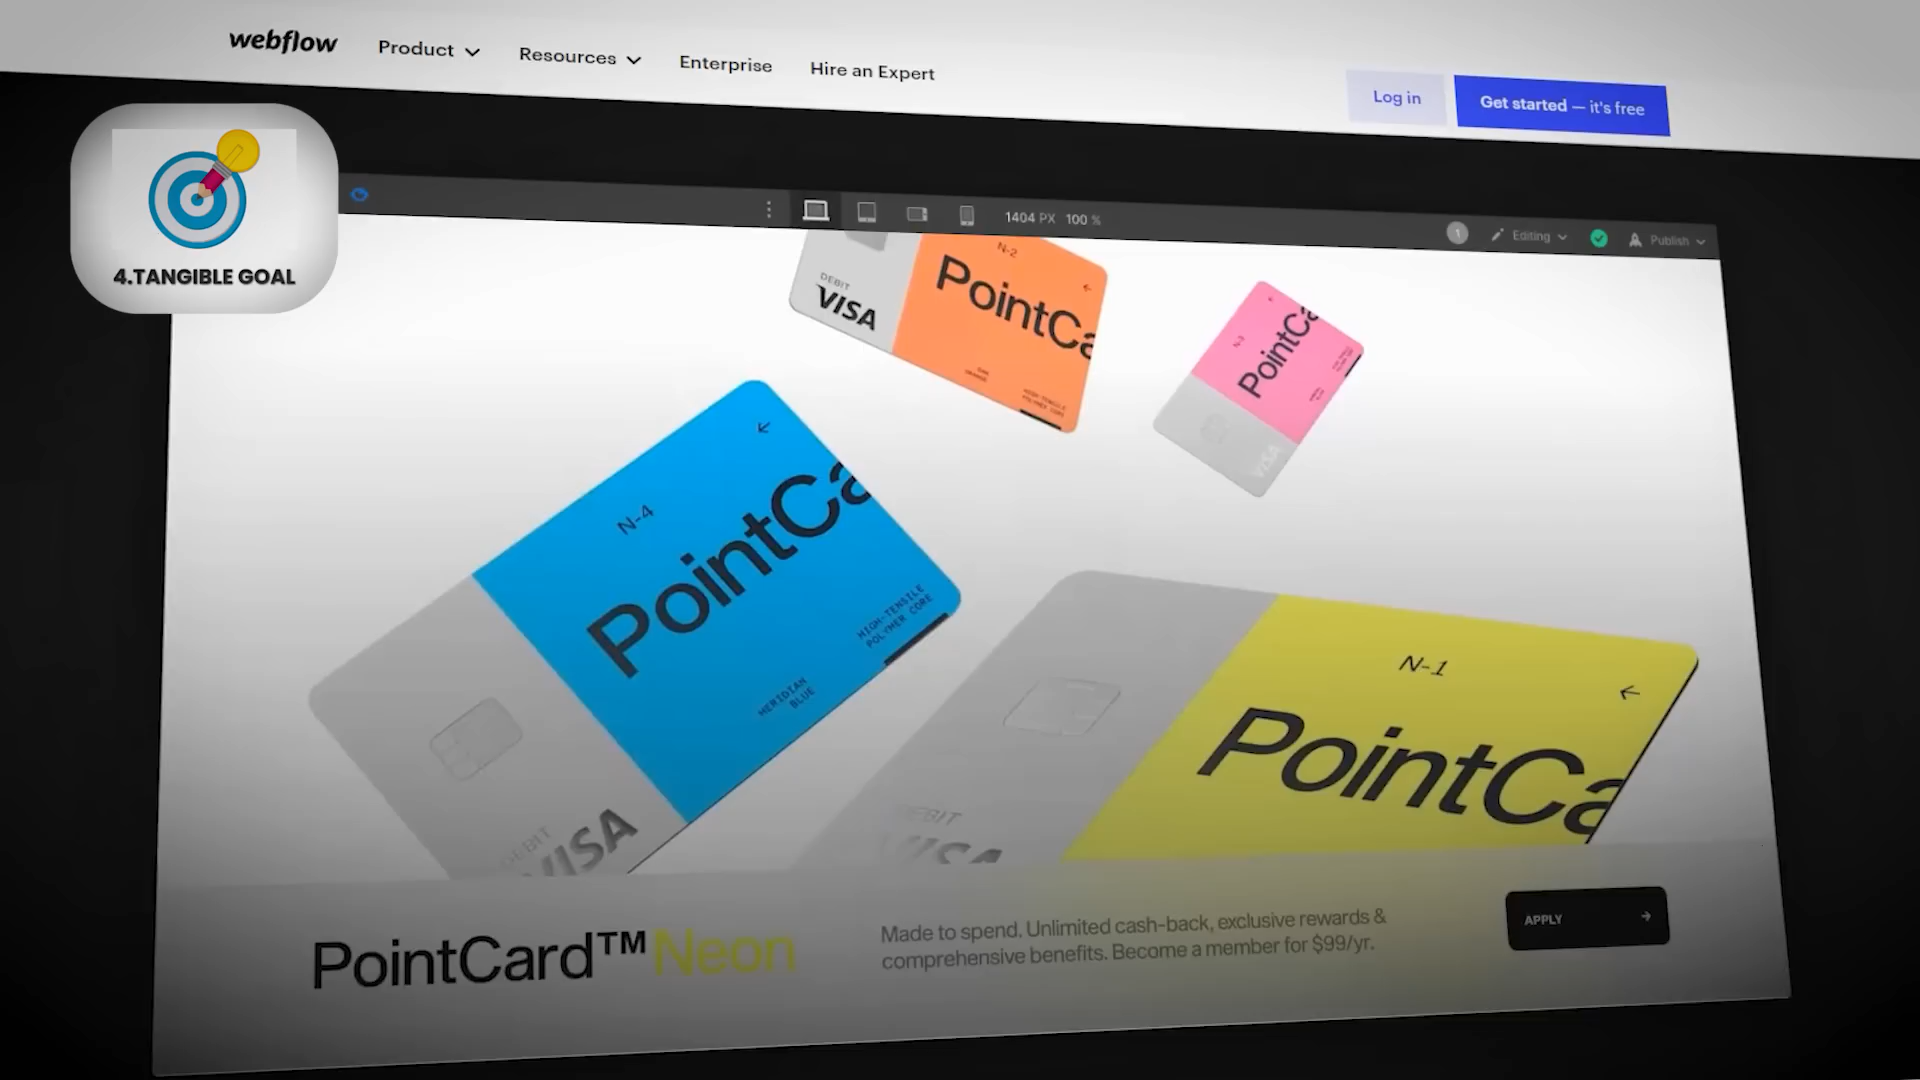 webflow
Product
Resources
Enterprise
Hire an Expert
Log in
Get started — it's free
4.TANGIBLE GOAL
1404 PX 100 %
1
Editing
Publish
N-2
PointCa
DEBIT
VISA
PointCa
VISA
N-4
PointCa
HIGH-TENSILE
POLYMER CORE
MERIDIAN
BLUE
DEBIT
VISA
N-1
PointCa
DEBIT
VISA
PointCard™ Neon
Made to spend. Unlimited cash-back, exclusive rewards &
comprehensive benefits. Become a member for $99/yr.
APPLY